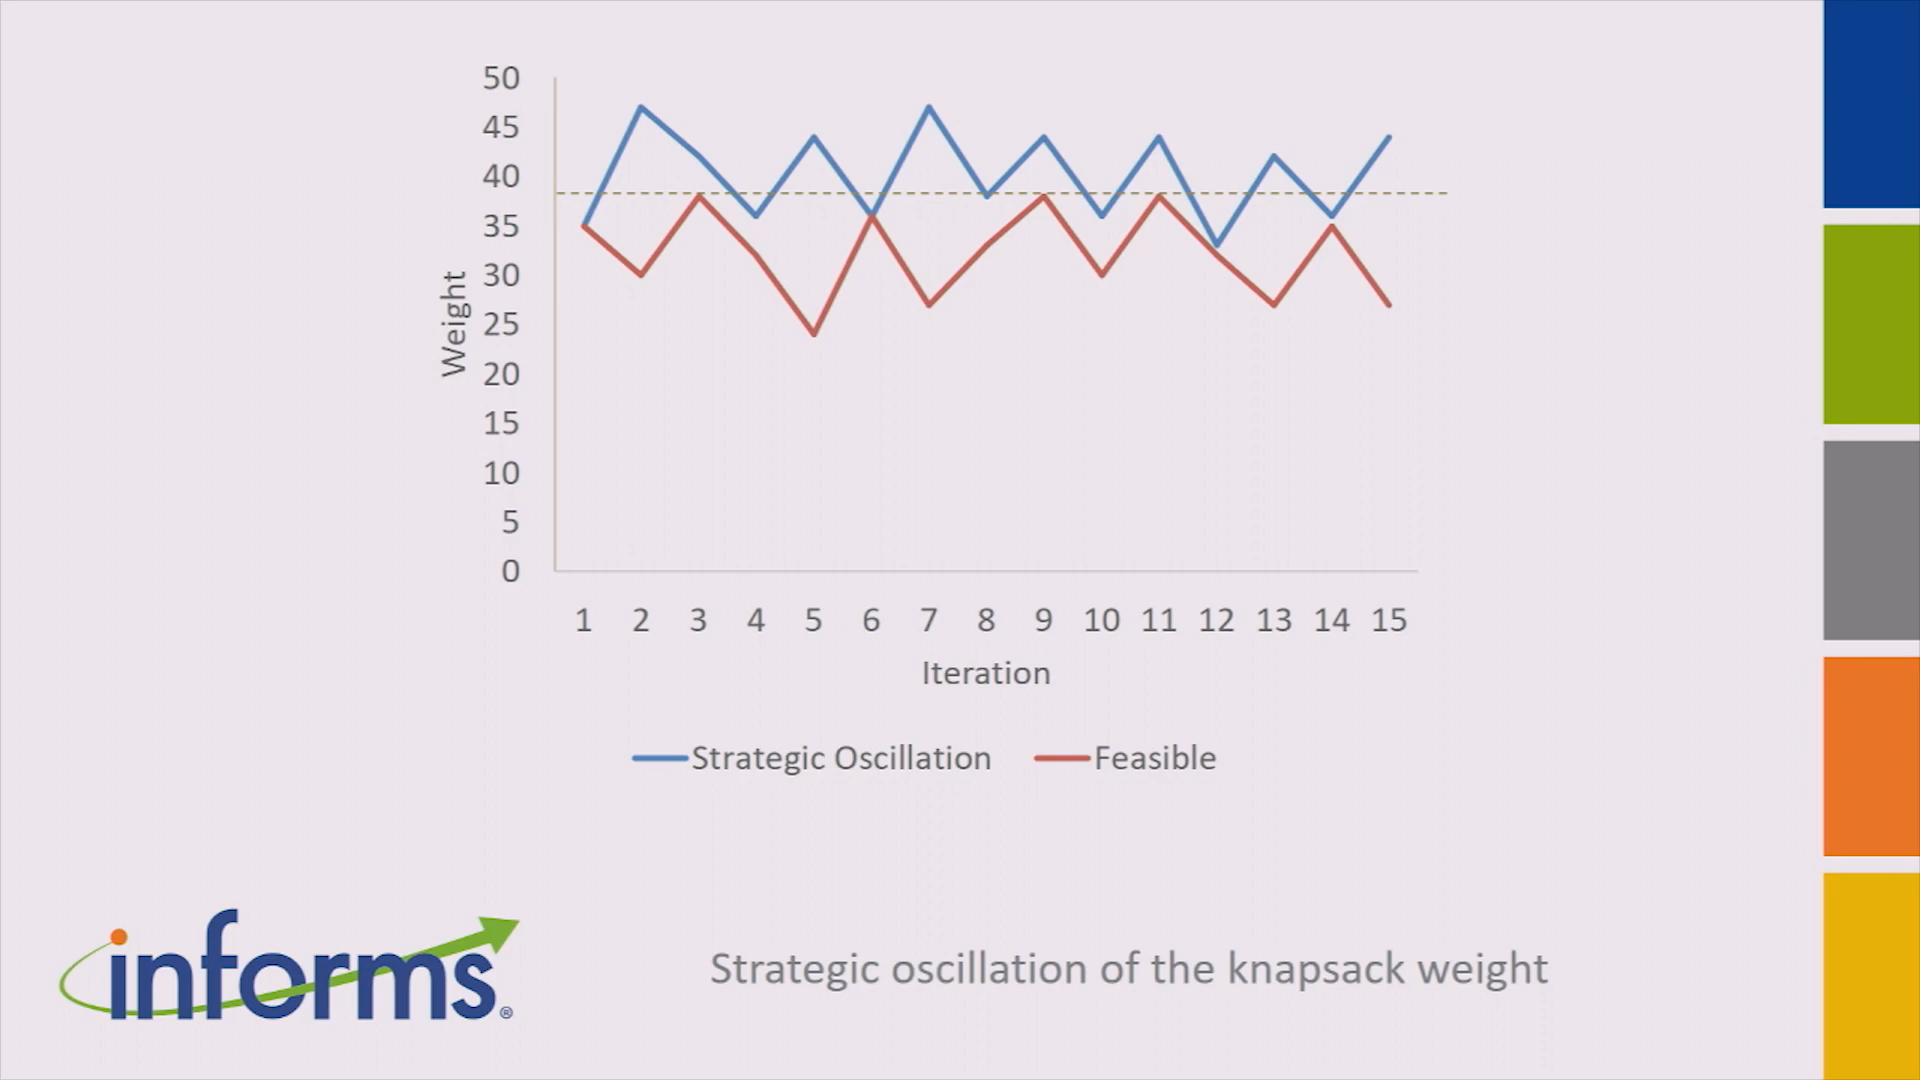 50
45
40
35
30
25
20
15
10
5
0
Weight
1 2 3 4 5 6 7 8 9 10 11 12 13 14 15
Iteration
Strategic Oscillation Feasible
informs®
Strategic oscillation of the knapsack weight